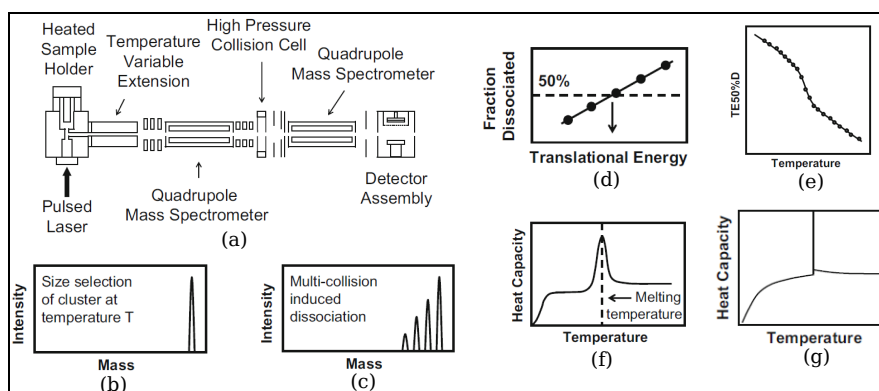 Heated
Sample
Holder
Temperature
Variable
Extension
High Pressure
Collision Cell
Quadrupole
Mass Spectrometer
Pulsed
Laser
Quadrupole
Mass Spectrometer
Detector
Assembly
(a)
Intensity
Size selection
of cluster at
temperature T
Mass
(b)
Intensity
Multi-collision
induced
dissociation
Mass
(c)
Fraction
Dissociated
50%
Translational Energy
(d)
TE50%D
Temperature
(e)
Heat Capacity
Melting
temperature
Temperature
(f)
Heat Capacity
Temperature
(g)